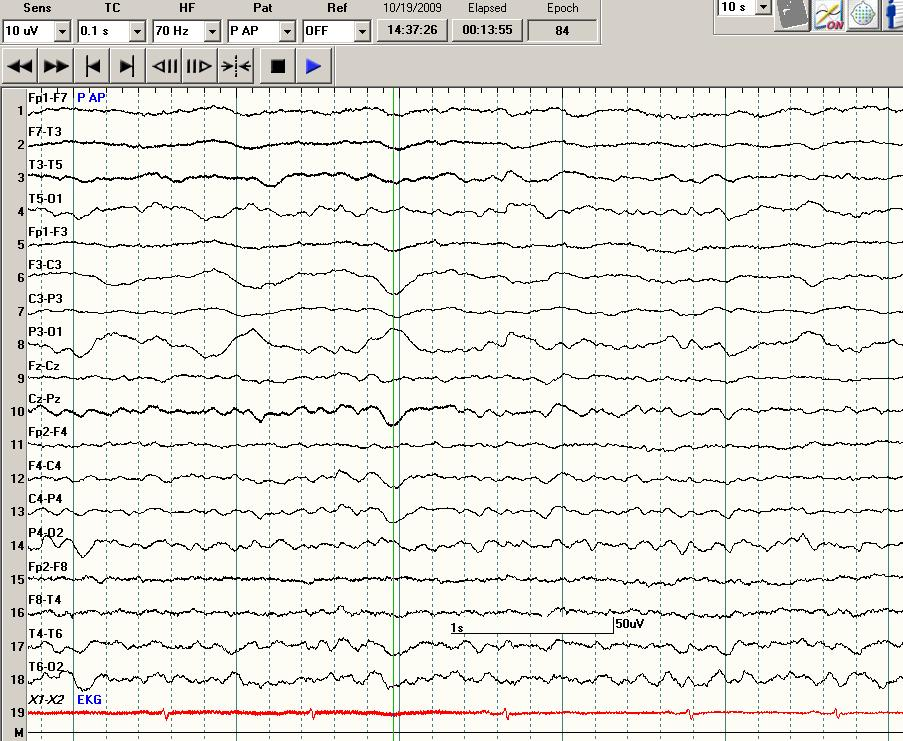 Sens TC HF Pat Ref 10/19/2009 Elapsed Epoch 10 s
10 uV 0.1 s 70 Hz P AP OFF 14:37:26 00:13:55 84 ON
Fp1-F7 P AP
1
F7-T3
2
T3-T5
3
T5-O1
4
Fp1-F3
5
F3-C3
6
C3-P3
7
P3-O1
8
Fz-Cz
9
Cz-Pz
10
Fp2-F4
11
F4-C4
12
C4-P4
13
P4-O2
14
Fp2-F8
15
F8-T4
16
1s 50uV
T4-T6
17
T6-O2
18
X1-X2 EKG
19
M